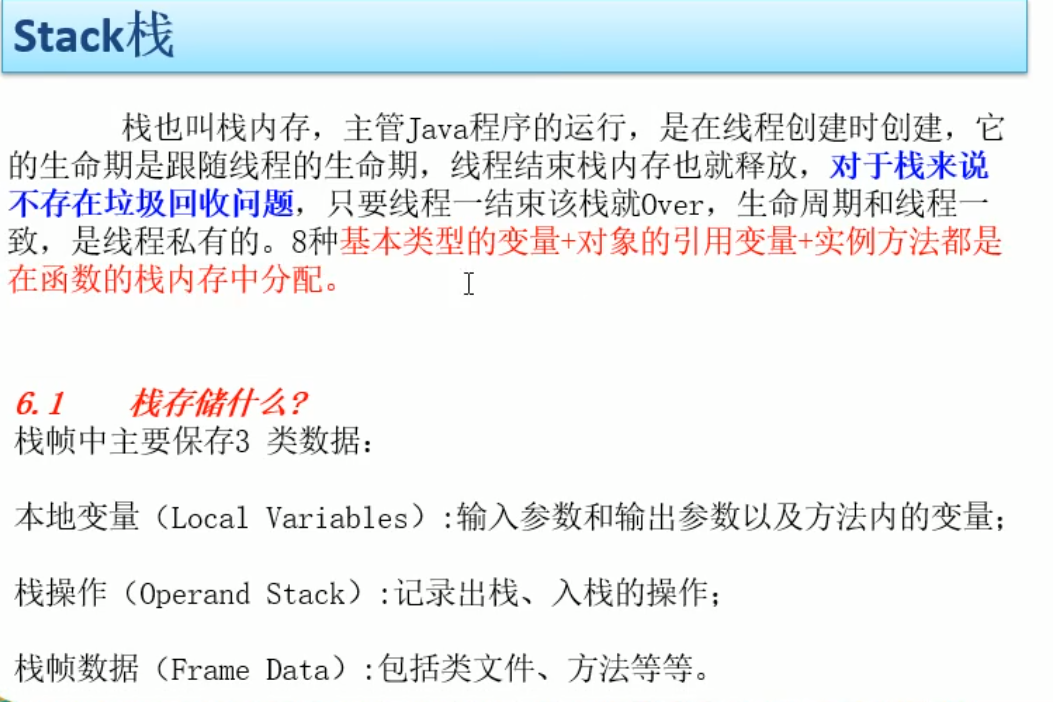 Stack栈
栈也叫栈内存，主管Java程序的运行，是在线程创建时创建，它
的生命期是跟随线程的生命期，线程结束栈内存也就释放，对于栈来说
不存在垃圾回收问题，只要线程一结束该栈就Over，生命周期和线程一
致，是线程私有的。8种基本类型的变量+对象的引用变量+实例方法都是
在函数的栈内存中分配。
6.1 栈存储什么?
栈帧中主要保存3 类数据：
本地变量（Local Variables）:输入参数和输出参数以及方法内的变量；
栈操作（Operand Stack）:记录出栈、入栈的操作；
栈帧数据（Frame Data）:包括类文件、方法等等。